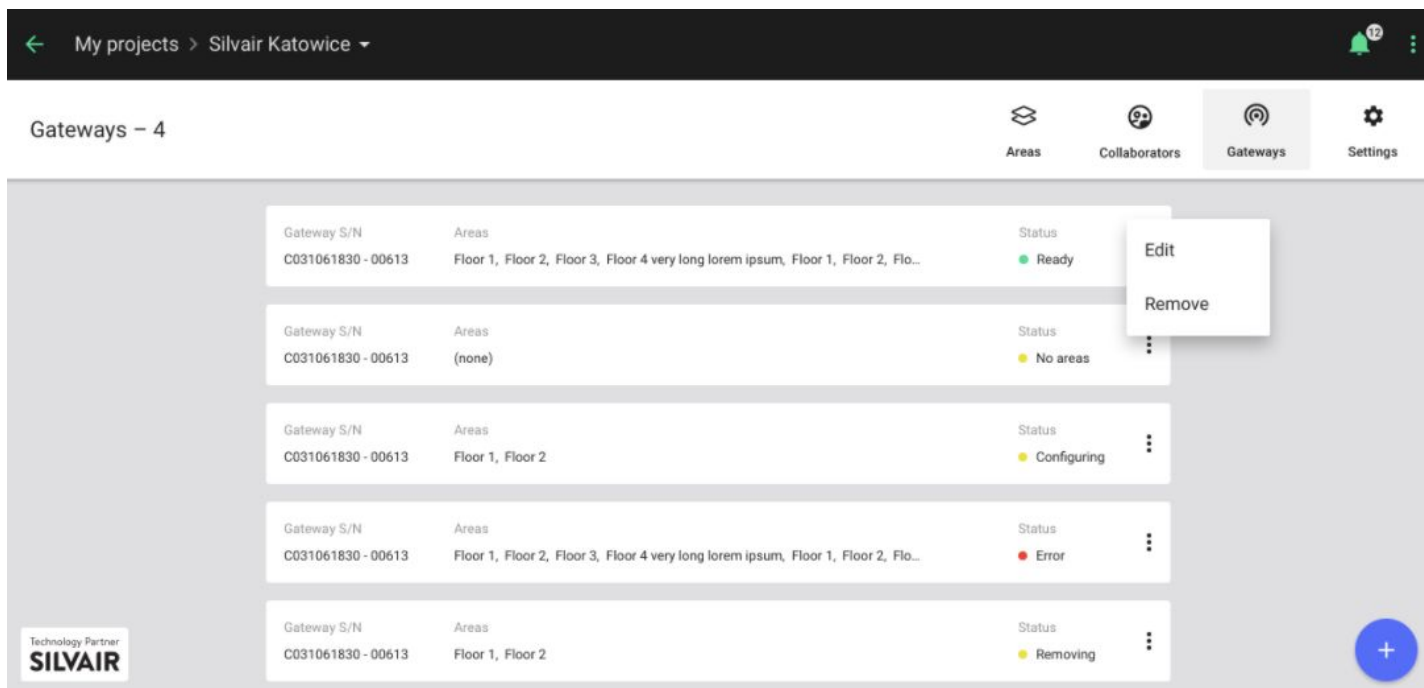 My projects > Silvair Katowice
12
Gateways – 4
Areas
Collaborators
Gateways
Settings
Gateway S/N Areas Status
C031061830 - 00613 Floor 1, Floor 2, Floor 3, Floor 4 very long lorem ipsum, Floor 1, Floor 2, Flo... Ready
Edit
Remove
Gateway S/N Areas Status
C031061830 - 00613 (none) No areas
Gateway S/N Areas Status
C031061830 - 00613 Floor 1, Floor 2 Configuring
Gateway S/N Areas Status
C031061830 - 00613 Floor 1, Floor 2, Floor 3, Floor 4 very long lorem ipsum, Floor 1, Floor 2, Flo... Error
Gateway S/N Areas Status
C031061830 - 00613 Floor 1, Floor 2 Removing
Technology Partner
SILVAIR